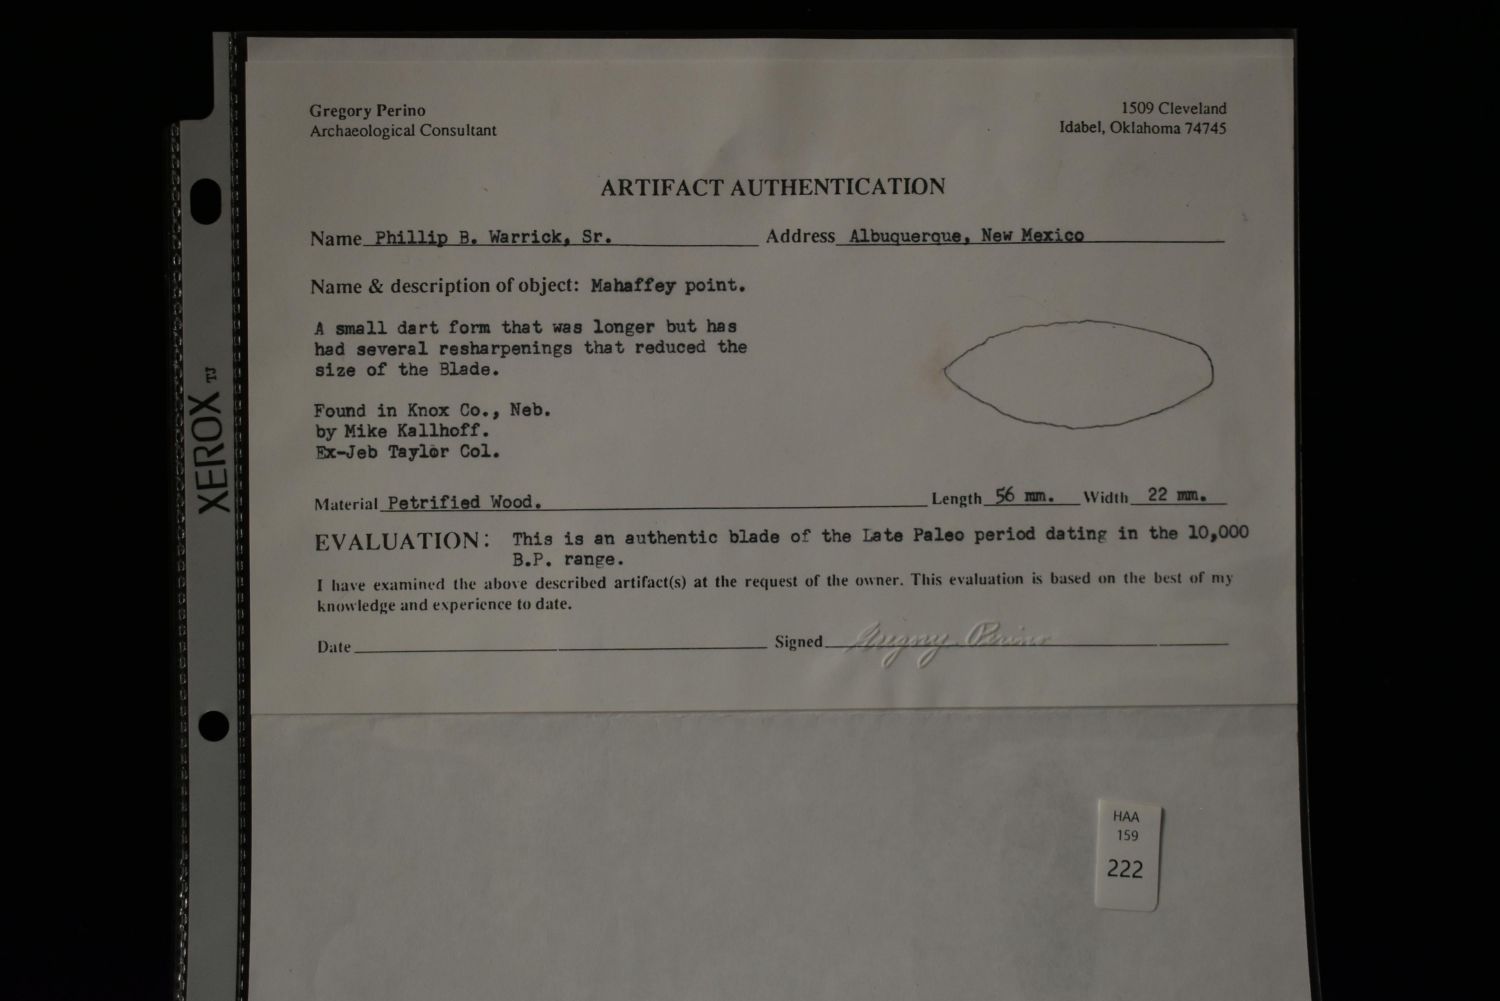 Gregory Perino
Archaeological Consultant
1509 Cleveland
Idabel, Oklahoma 74745
ARTIFACT AUTHENTICATION
Name Phillip B. Warrick, Sr. Address Albuquerque, New Mexico
Name & description of object: Mahaffey point.
A small dart form that was longer but has
had several resharpenings that reduced the
size of the Blade.
Found in Knox Co., Neb.
by Mike Kallhoff.
Ex-Jeb Taylor Col.
Material Petrified Wood. Length 56 mm. Width 22 mm.
EVALUATION: This is an authentic blade of the Late Paleo period dating in the 10,000
B.P. range.
I have examined the above described artifact(s) at the request of the owner. This evaluation is based on the best of my
knowledge and experience to date.
Date Signed Gregory Perino
XEROX TJ
HAA
159
222